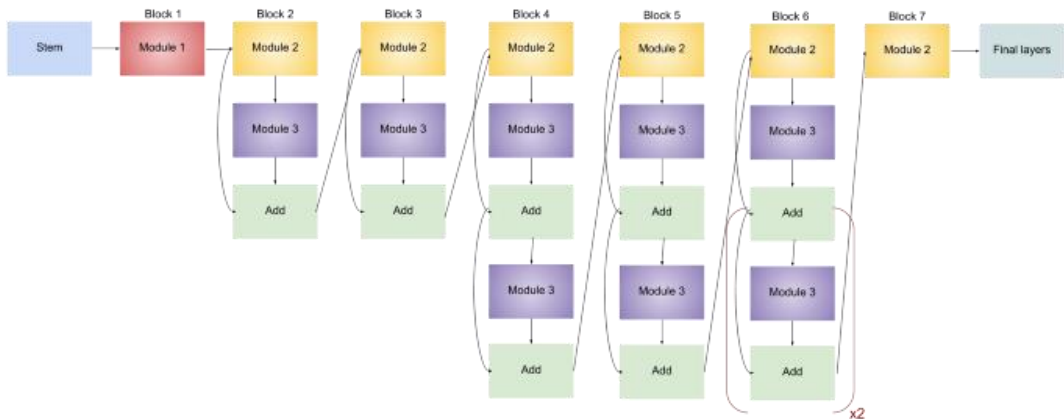 Block 1
Block 2
Block 3
Block 4
Block 5
Block 6
Block 7
Stem
Module 1
Module 2
Module 2
Module 2
Module 2
Module 2
Module 2
Final layers
Module 3
Module 3
Module 3
Module 3
Module 3
Add
Add
Add
Add
Add
Module 3
Module 3
Module 3
Add
Add
Add
x2